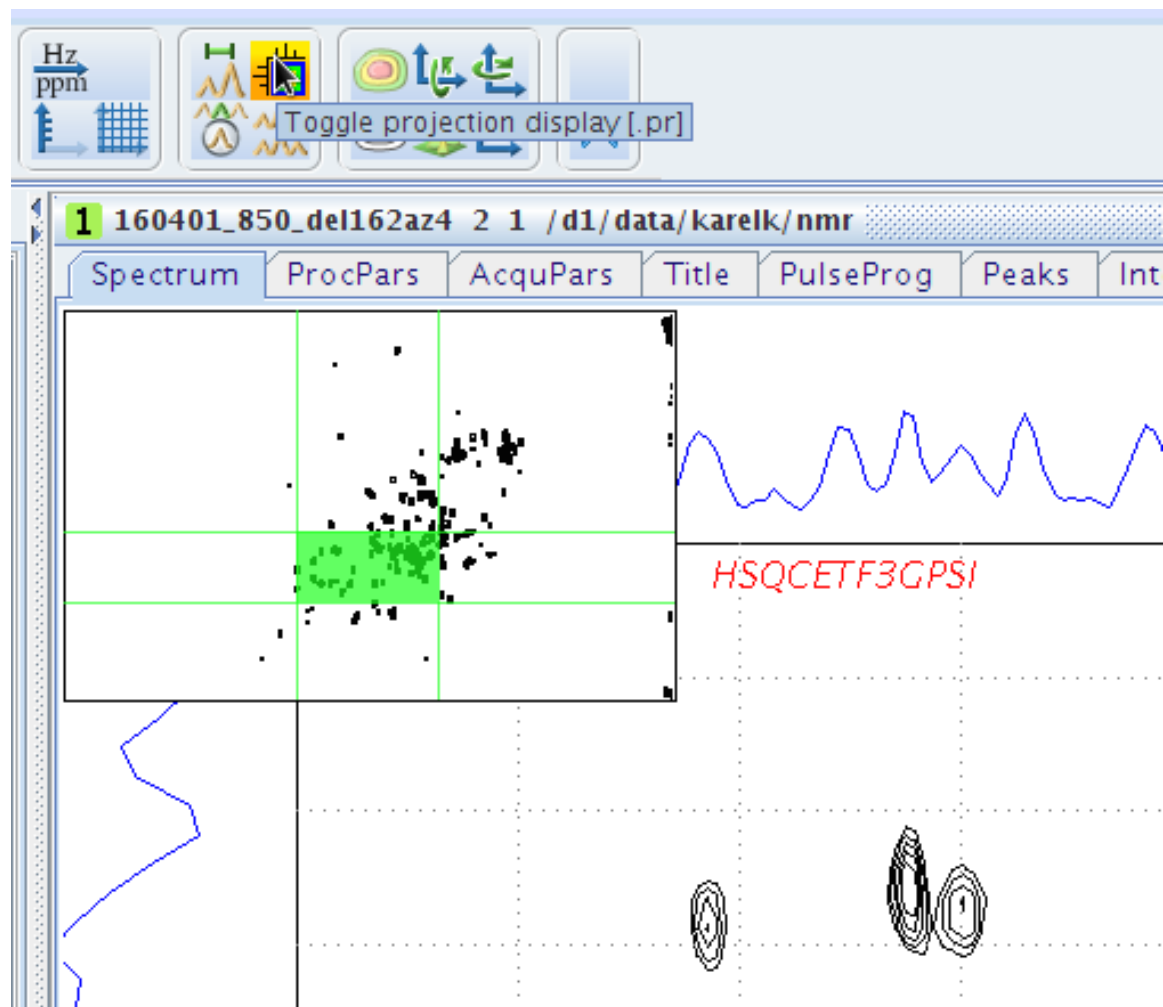 Hz
ppm
Toggle projection display [.pr]
1 160401_850_del162az4 2 1 /d1/data/karelk/nmr
Spectrum ProcPars AcquPars Title PulseProg Peaks Int
HSQCETF3GPSI